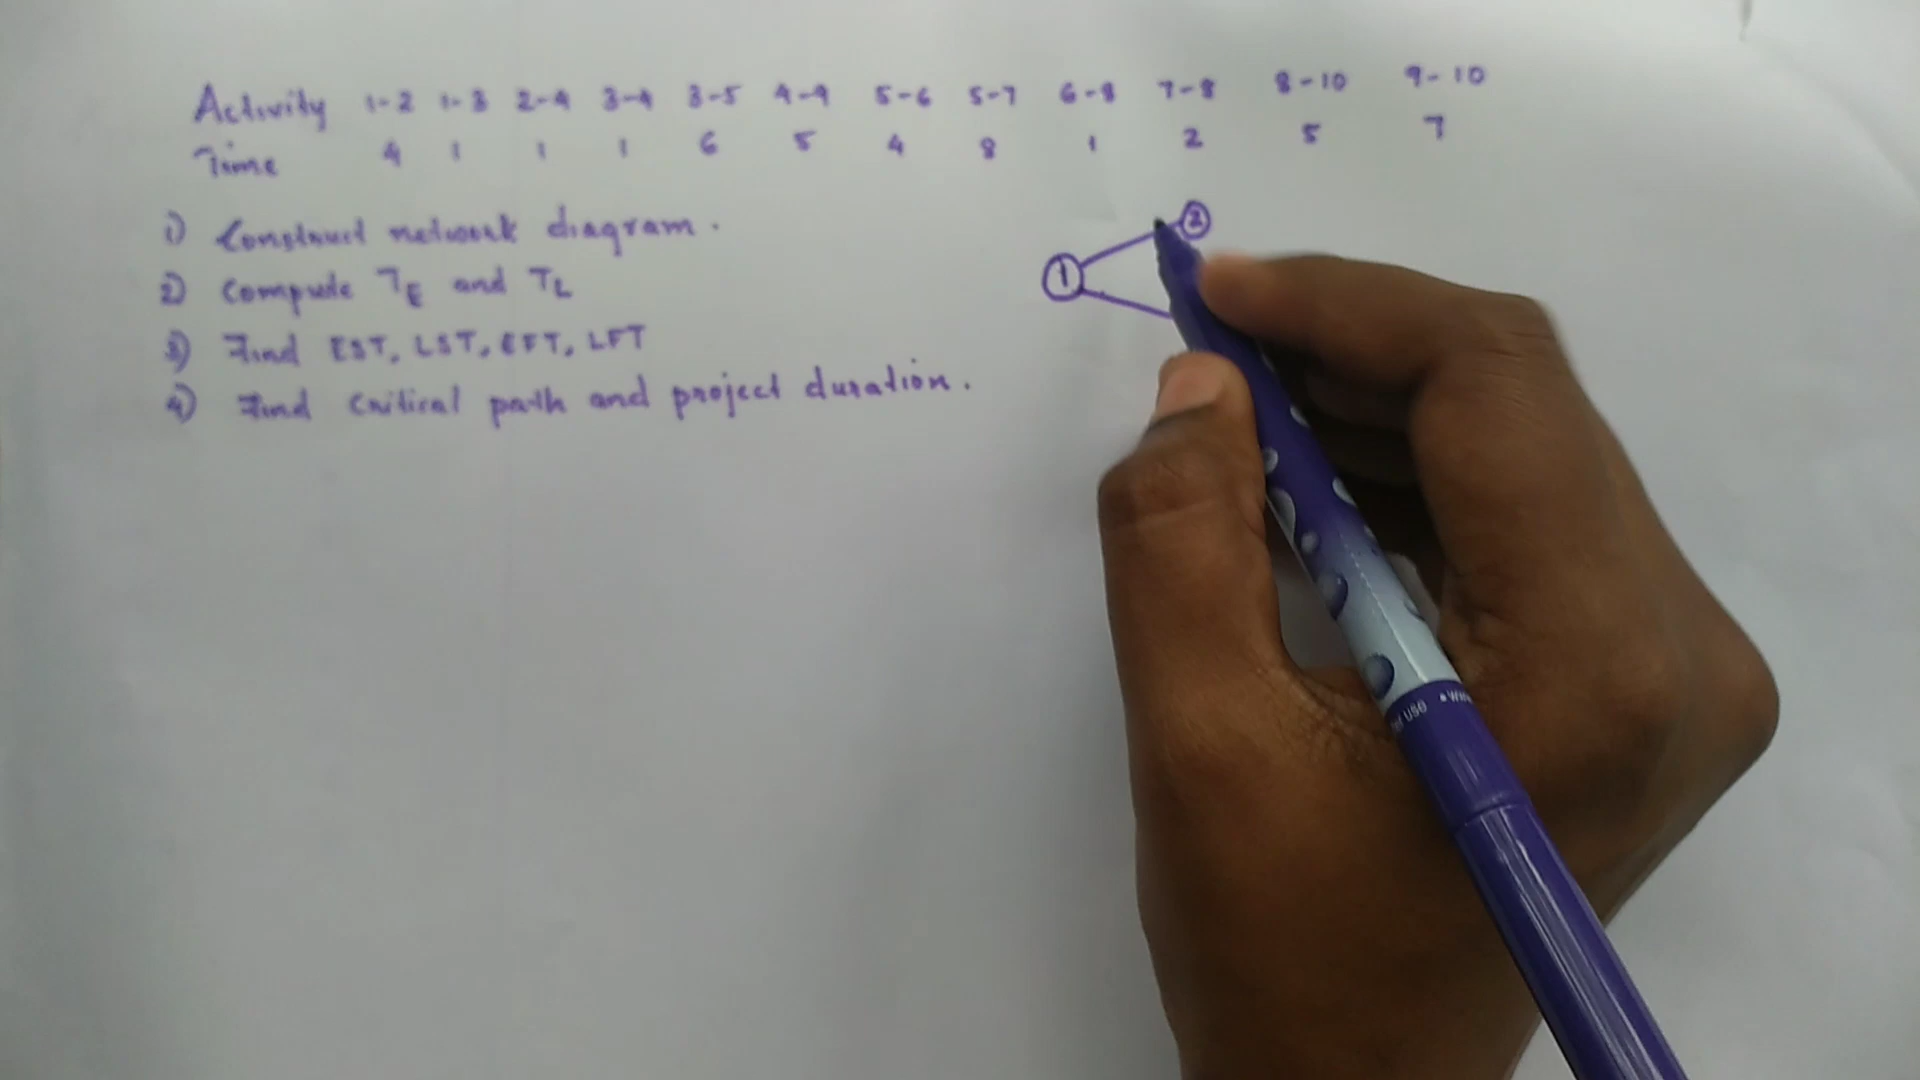 Activity 1-2 1-3 2-4 3-4 3-5 4-9 5-6 5-7 6-8 7-8 8-10 9-10
Time 4 1 1 1 6 5 4 8 1 2 5 7
1) Construct network diagram.
2) Compute TE and TL
3) Find EST, LST, EFT, LFT
4) Find Critical path and project duration.
2
1
use